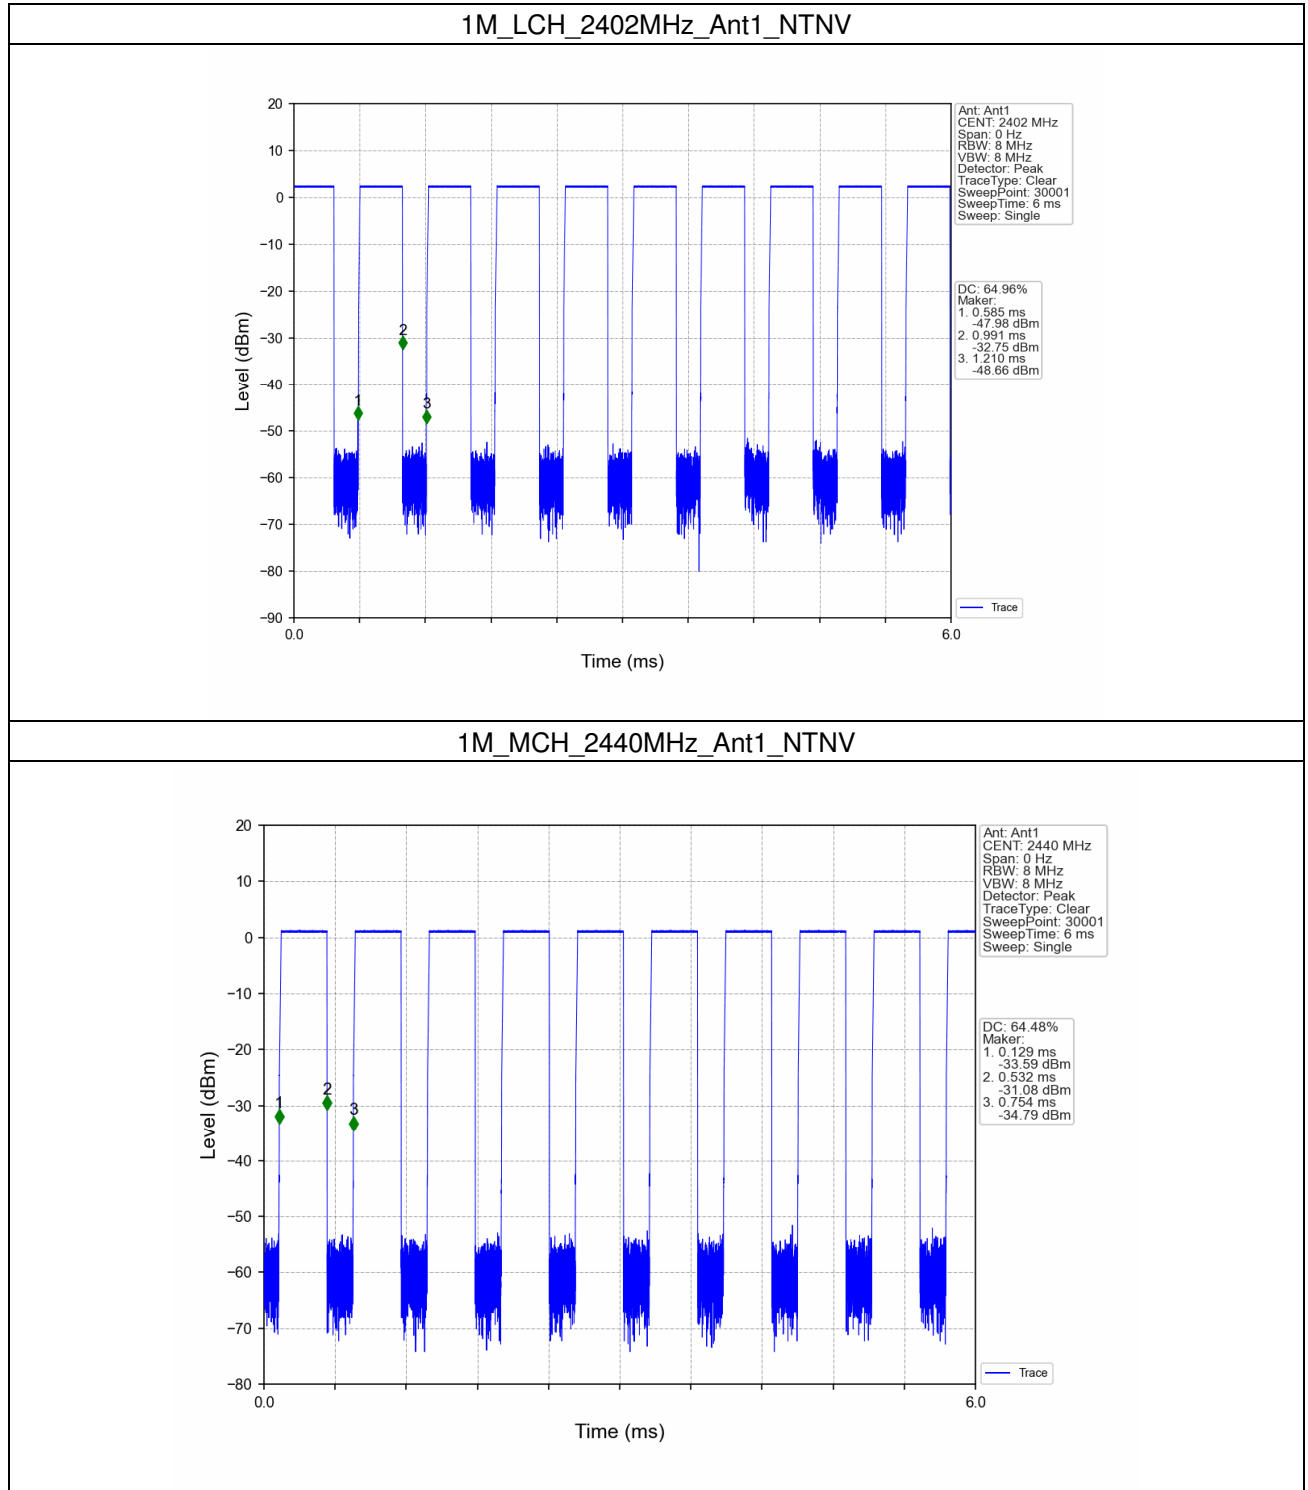 1M_LCH_2402MHz_Ant1_NTNV
20
10
0
−10
−20
−30
−40
−50
−60
−70
−80
−90
Level (dBm)
0.0
6.0
Time (ms)
1
2
3
Ant: Ant1
CENT: 2402 MHz
Span: 0 Hz
RBW: 8 MHz
VBW: 8 MHz
Detector: Peak
TraceType: Clear
SweepPoint: 30001
SweepTime: 6 ms
Sweep: Single
DC: 64.96%
Maker:
1. 0.585 ms
-47.98 dBm
2. 0.991 ms
-32.75 dBm
3. 1.210 ms
-48.66 dBm
Trace
1M_MCH_2440MHz_Ant1_NTNV
20
10
0
−10
−20
−30
−40
−50
−60
−70
−80
Level (dBm)
0.0
6.0
Time (ms)
1
2
3
Ant: Ant1
CENT: 2440 MHz
Span: 0 Hz
RBW: 8 MHz
VBW: 8 MHz
Detector: Peak
TraceType: Clear
SweepPoint: 30001
SweepTime: 6 ms
Sweep: Single
DC: 64.48%
Maker:
1. 0.129 ms
-33.59 dBm
2. 0.532 ms
-31.08 dBm
3. 0.754 ms
-34.79 dBm
Trace